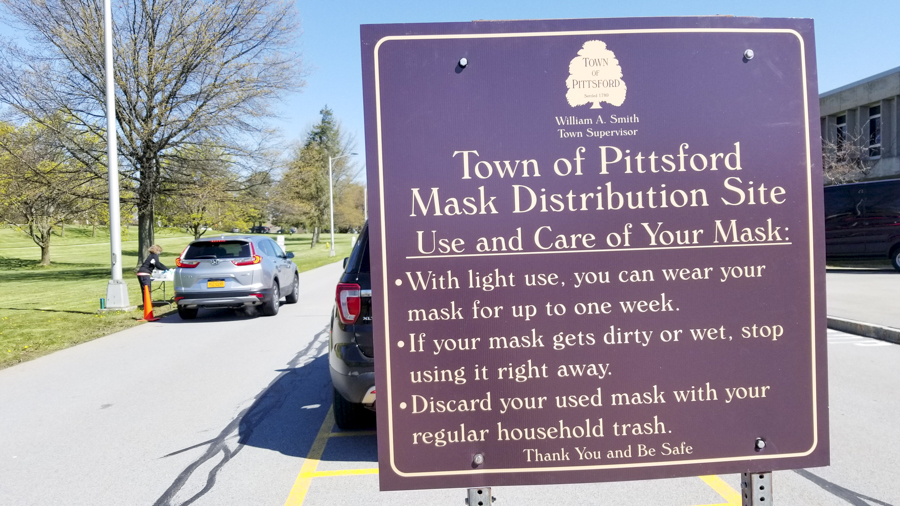 TOWN
OF
PITTSFORD
Settled 1789
William A. Smith
Town Supervisor
Town of Pittsford
Mask Distribution Site
Use and Care of Your Mask:
•With light use, you can wear your
mask for up to one week.
•If your mask gets dirty or wet, stop
using it right away.
•Discard your used mask with your
regular household trash.
Thank You and Be Safe